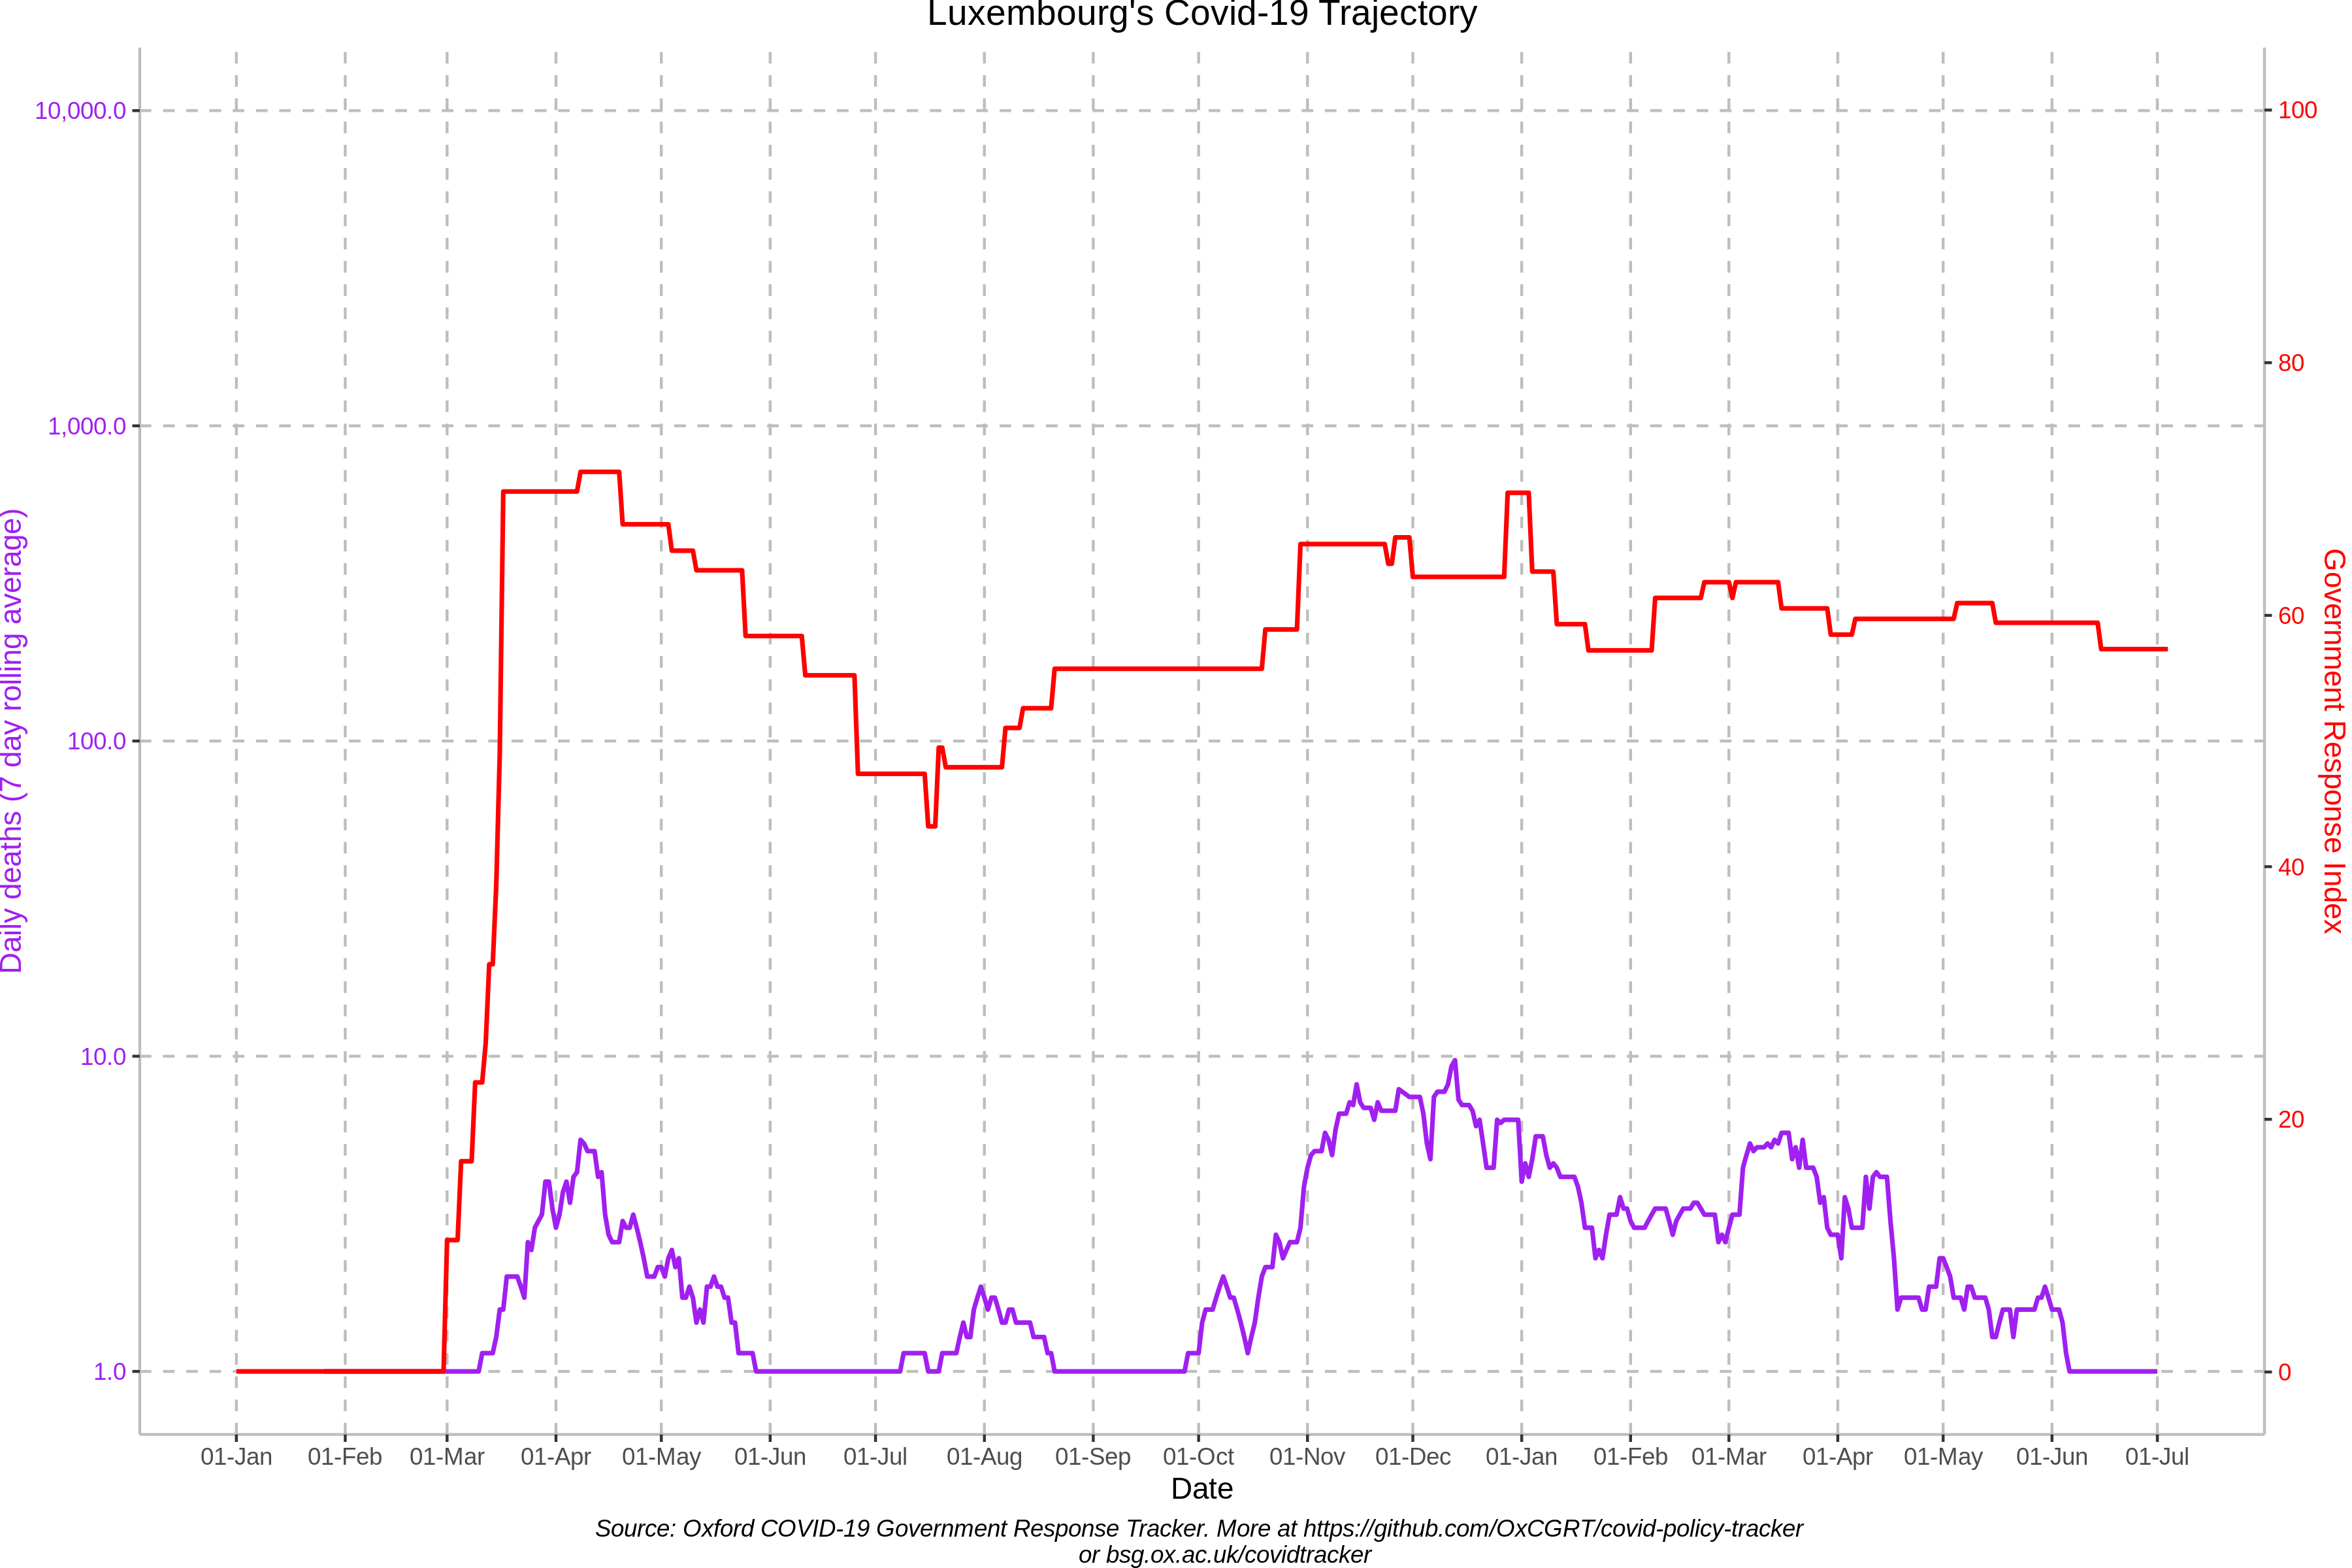 Luxembourg's Covid-19 Trajectory
10,000.0
1,000.0
100.0
10.0
1.0
Daily deaths (7 day rolling average)
100
80
60
40
20
0
Government Response Index
01-Jan 01-Feb 01-Mar 01-Apr 01-May 01-Jun 01-Jul 01-Aug 01-Sep 01-Oct 01-Nov 01-Dec 01-Jan 01-Feb 01-Mar 01-Apr 01-May 01-Jun 01-Jul
Date
Source: Oxford COVID-19 Government Response Tracker. More at https://github.com/OxCGRT/covid-policy-tracker
or bsg.ox.ac.uk/covidtracker